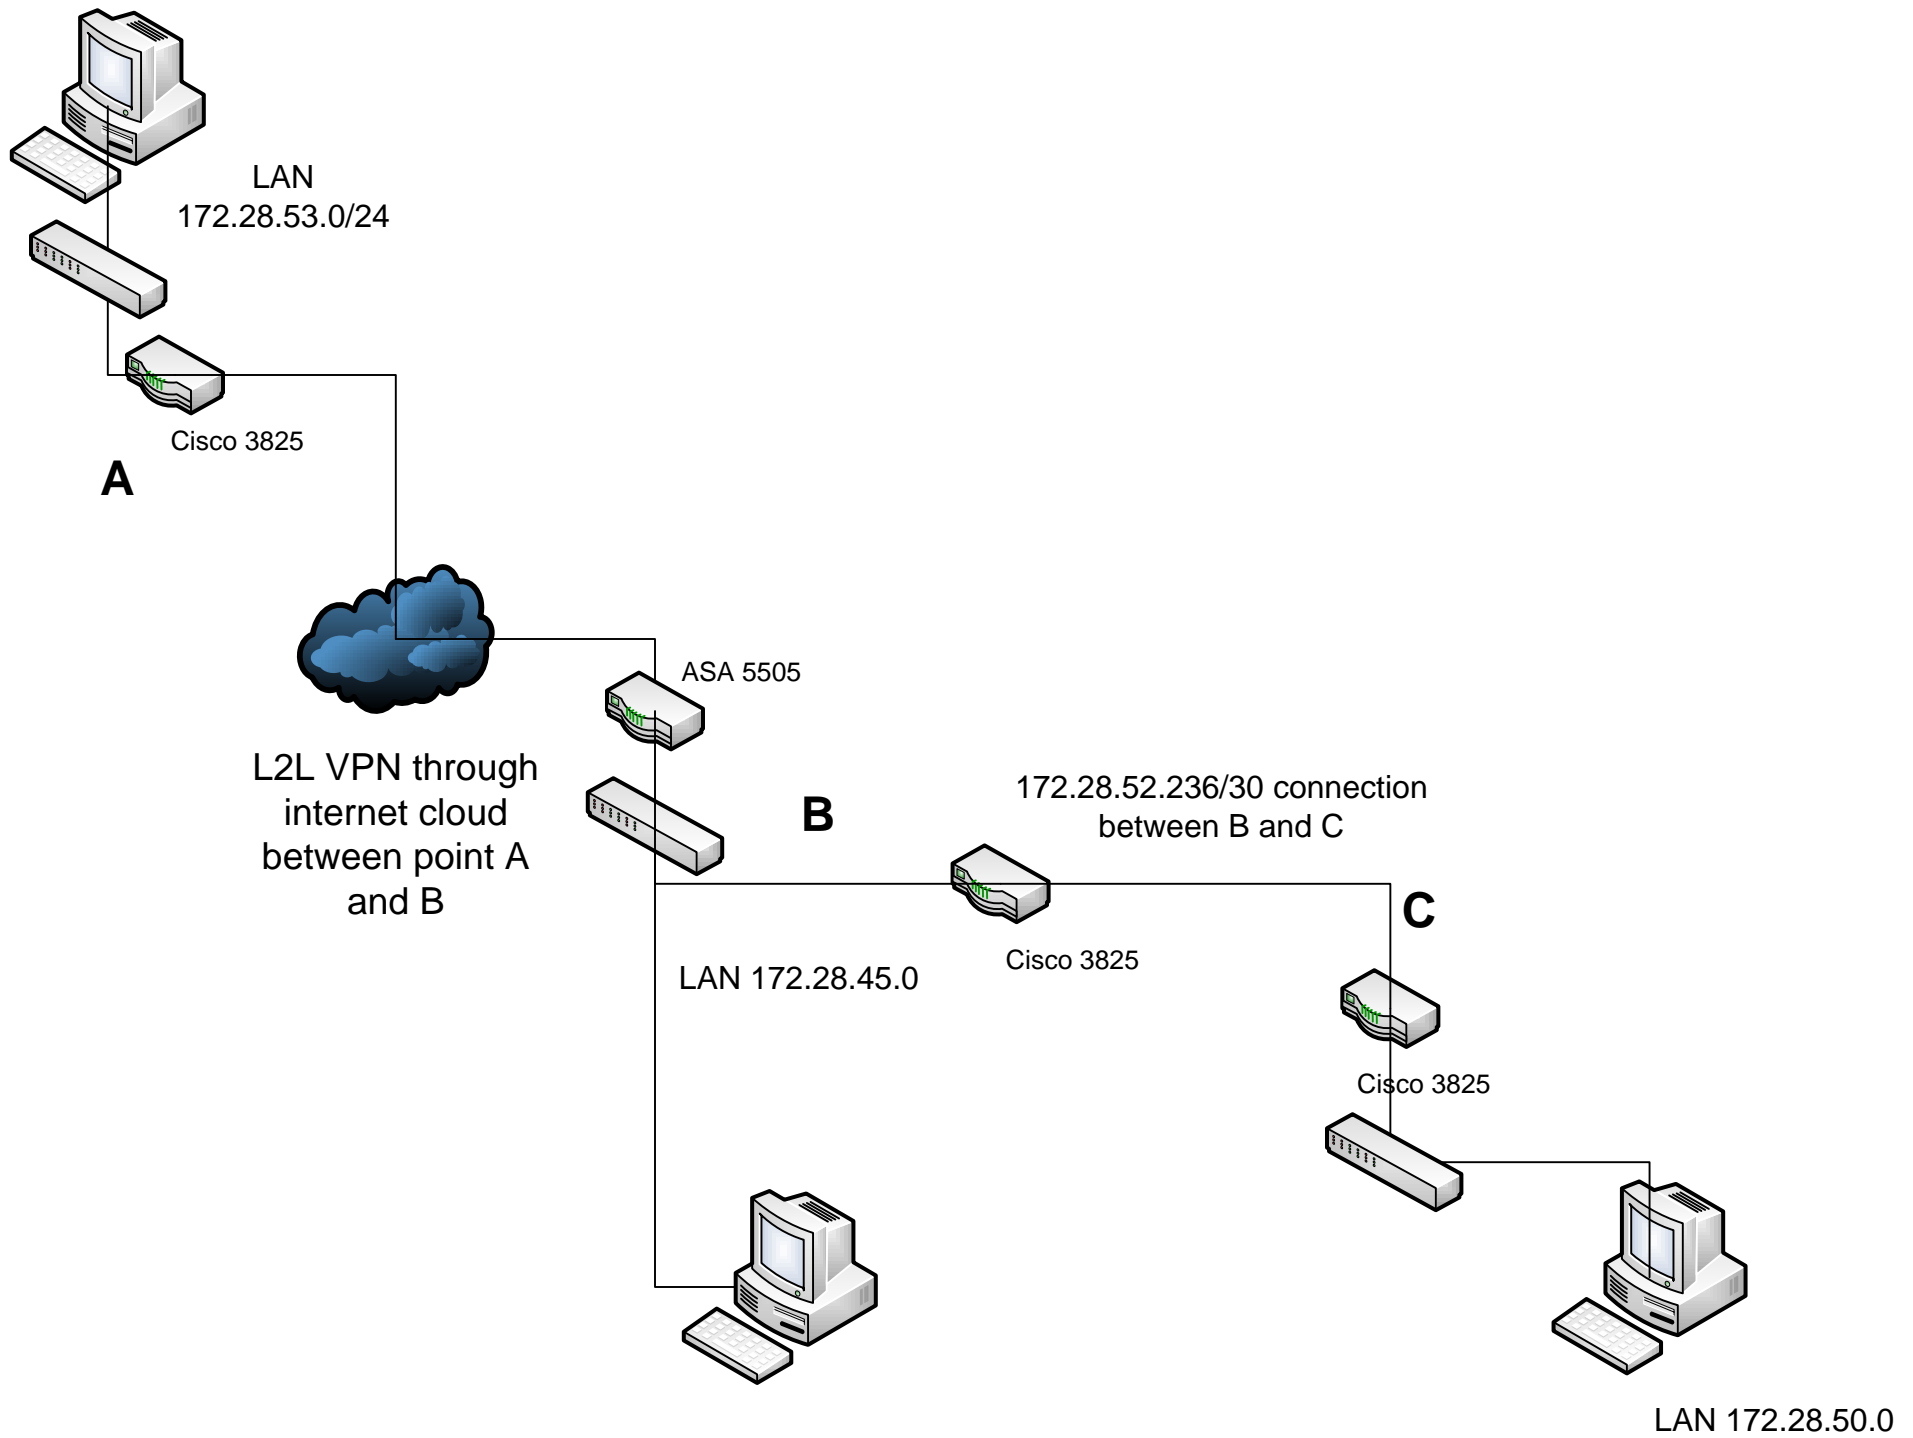 LAN
172.28.53.0/24
Cisco 3825
A
ASA 5505
L2L VPN through
internet cloud
between point A
and B
B
172.28.52.236/30 connection
between B and C
C
Cisco 3825
LAN 172.28.45.0
Cisco 3825
LAN 172.28.50.0